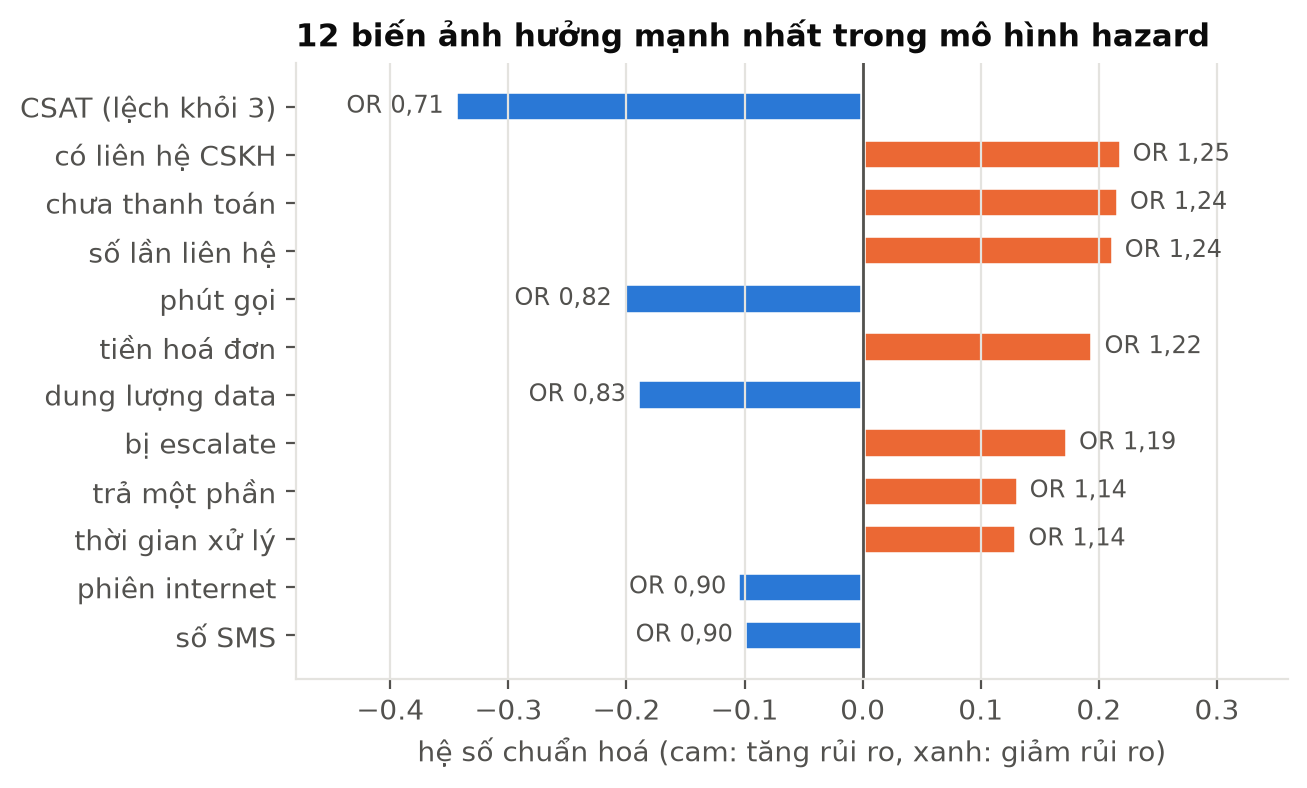 12 biến ảnh hưởng mạnh nhất trong mô hình hazard
CSAT (lệch khỏi 3) OR 0,71
có liên hệ CSKH OR 1,25
chưa thanh toán OR 1,24
số lần liên hệ OR 1,24
phút gọi OR 0,82
tiền hoá đơn OR 1,22
dung lượng data OR 0,83
bị escalate OR 1,19
trả một phần OR 1,14
thời gian xử lý OR 1,14
phiên internet OR 0,90
số SMS OR 0,90
−0.4 −0.3 −0.2 −0.1 0.0 0.1 0.2 0.3
hệ số chuẩn hoá (cam: tăng rủi ro, xanh: giảm rủi ro)